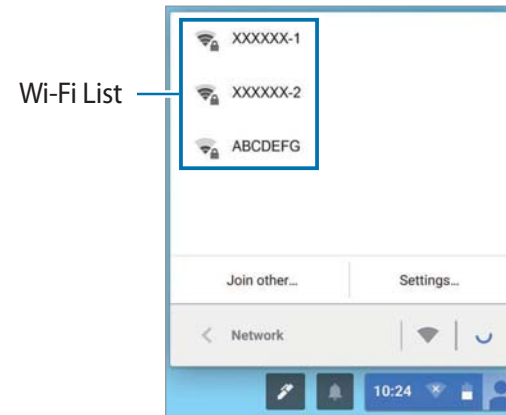 XXXXXX-1
Wi-Fi List
XXXXXX-2
ABCDEFG
Join other...
Settings...
Network
10:24